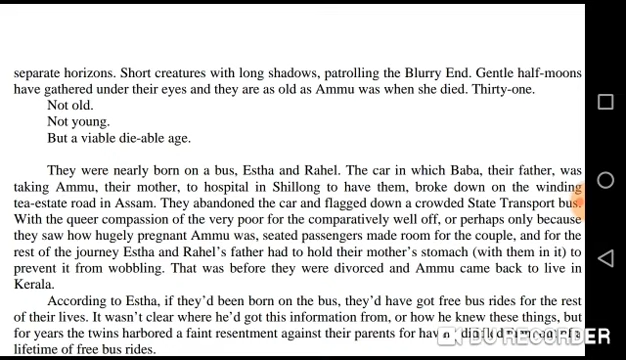 separate horizons. Short creatures with long shadows, patrolling the Blurry End. Gentle half-moons
have gathered under their eyes and they are as old as Ammu was when she died. Thirty-one.
Not old.
Not young.
But a viable die-able age.
They were nearly born on a bus, Estha and Rahel. The car in which Baba, their father, was
taking Ammu, their mother, to hospital in Shillong to have them, broke down on the winding
tea-estate road in Assam. They abandoned the car and flagged down a crowded State Transport bus.
With the queer compassion of the very poor for the comparatively well off, or perhaps only because
they saw how hugely pregnant Ammu was, seated passengers made room for the couple, and for the
rest of the journey Estha and Rahel's father had to hold their mother's stomach (with them in it) to
prevent it from wobbling. That was before they were divorced and Ammu came back to live in
Kerala.
According to Estha, if they'd been born on the bus, they'd have got free bus rides for the rest
of their lives. It wasn't clear where he'd got this information from, or how he knew these things, but
for years the twins harbored a faint resentment against their parents for DU RECORDER
lifetime of free bus rides.